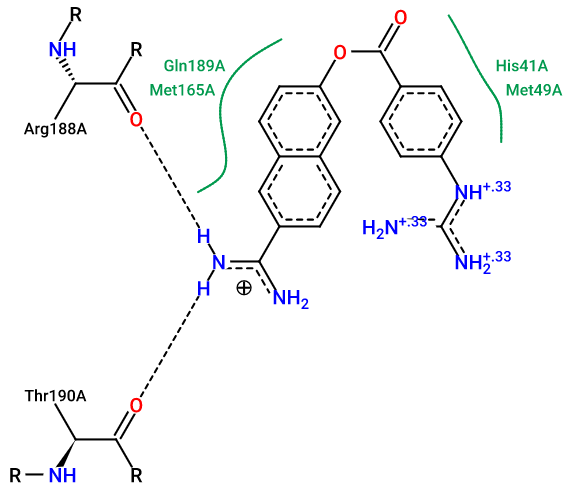 R
O
NH
R
O
Gln189A
His41A
Met165A
Met49A
O
Arg188A
NH+.33
H2N+.33
H
N
NH2+.33
H
⊕
NH2
Thr190A
O
R
NH
R